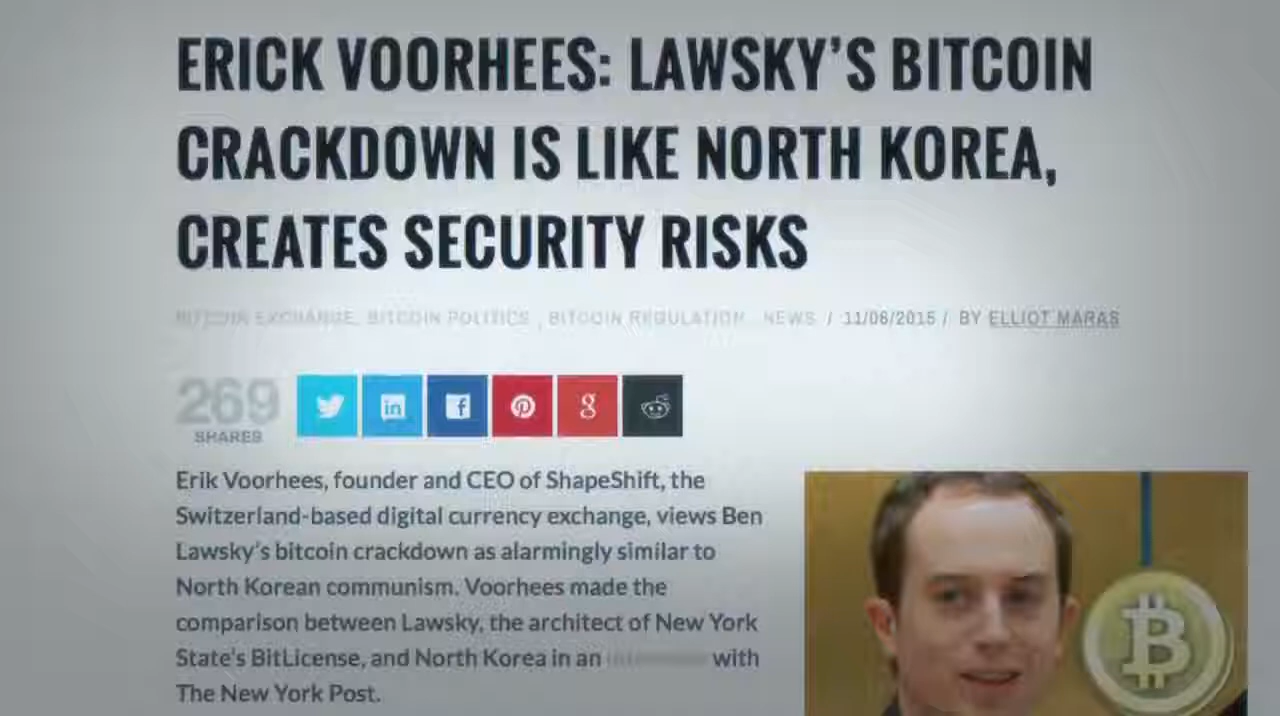 ERICK VOORHEES: LAWSKY'S BITCOIN
CRACKDOWN IS LIKE NORTH KOREA,
CREATES SECURITY RISKS
BITCOIN EXCHANGE, BITCOIN POLITICS , BITCOIN REGULATION , NEWS / 11/06/2015 / BY ELLIOT MARAS
269
SHARES
in f g
Erik Voorhees, founder and CEO of ShapeShift, the
Switzerland-based digital currency exchange, views Ben
Lawsky's bitcoin crackdown as alarmingly similar to
North Korean communism. Voorhees made the
comparison between Lawsky, the architect of New York
State's BitLicense, and North Korea in an with
The New York Post.